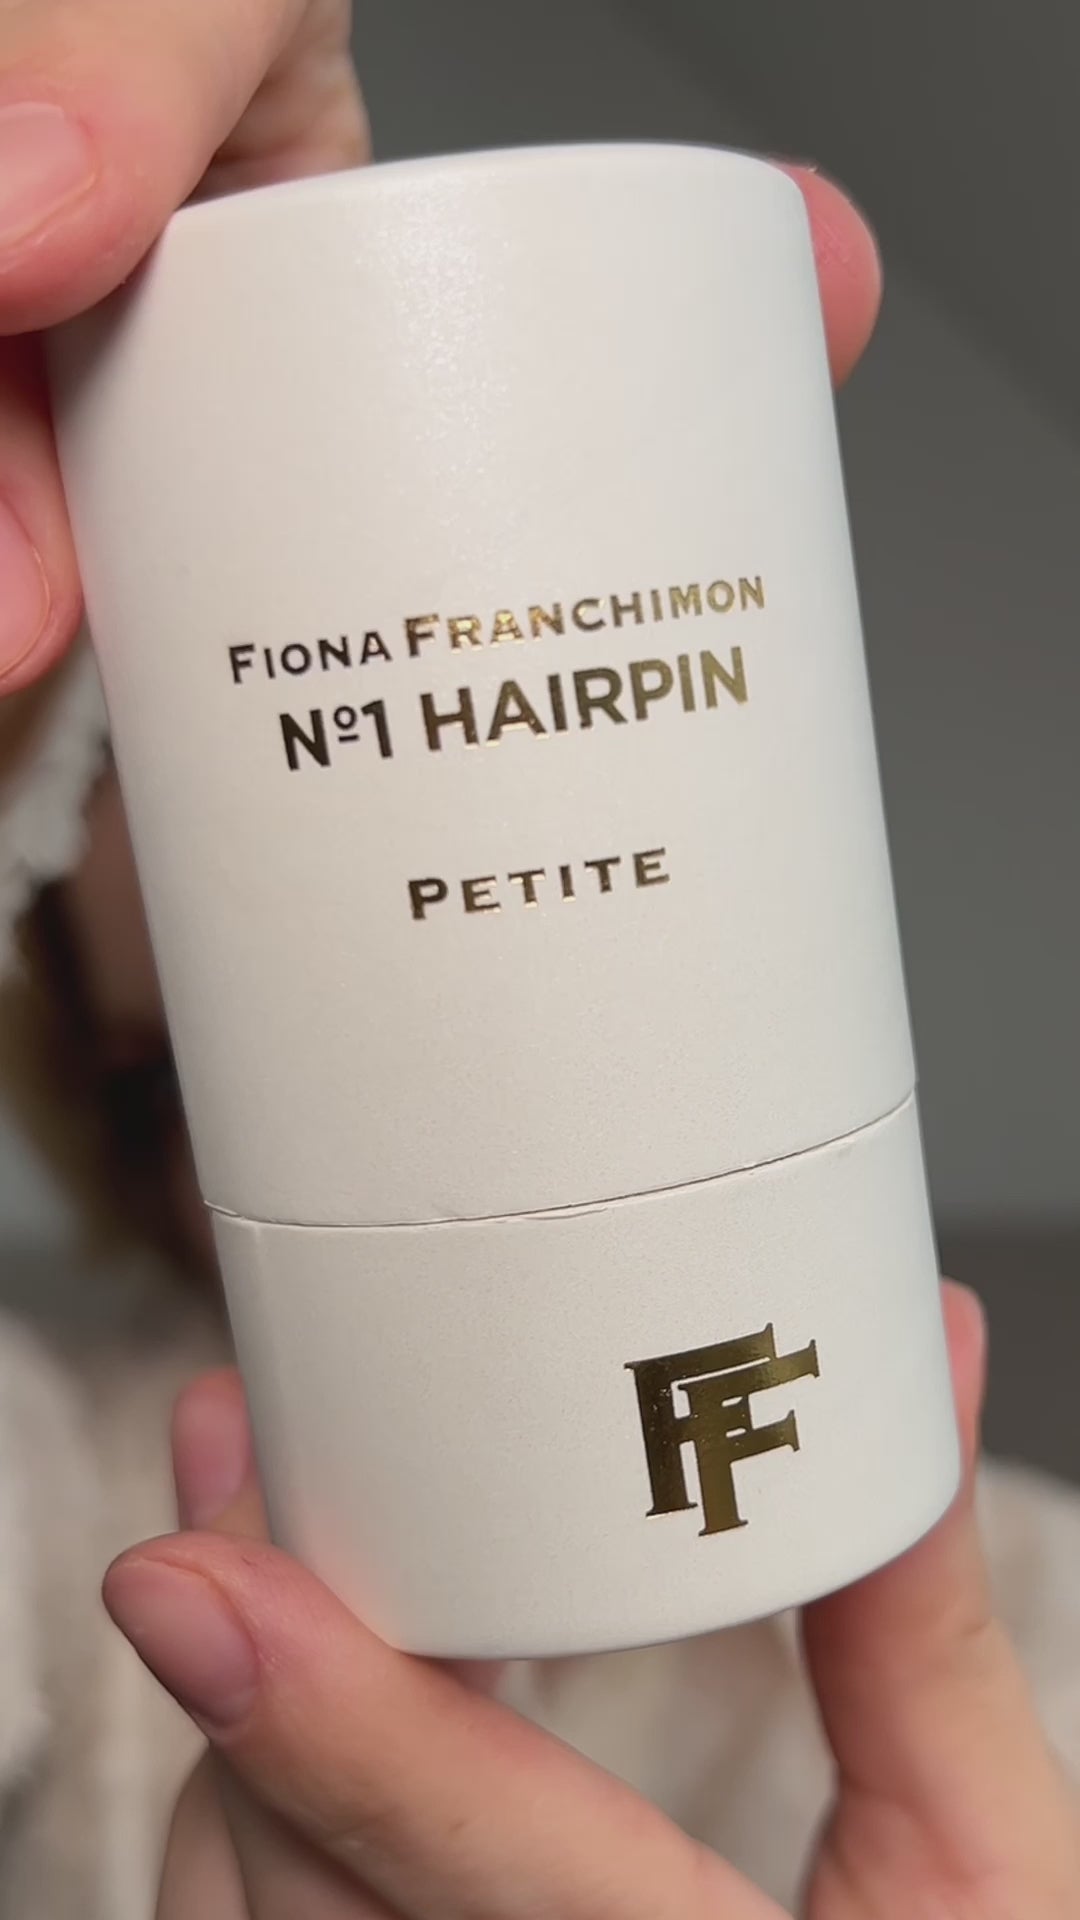 Fiona Franchimon
Nº1 HAIRPIN
PETITE
FF